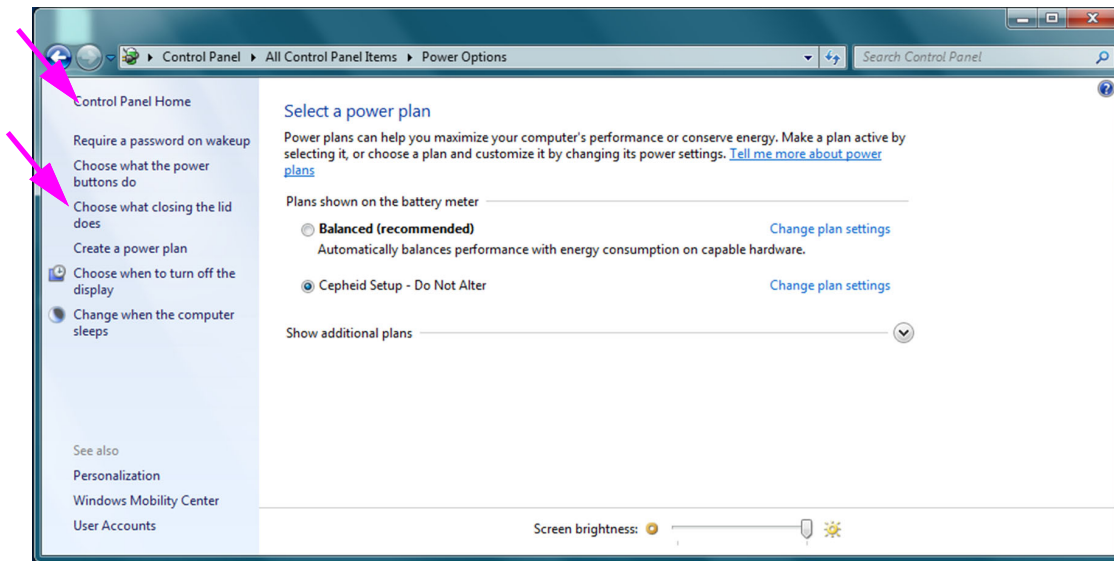 Control Panel ▸ All Control Panel Items ▸ Power Options
Search Control Panel
Control Panel Home
Require a password on wakeup
Choose what the power
buttons do
Choose what closing the lid
does
Create a power plan
Choose when to turn off the
display
Change when the computer
sleeps
See also
Personalization
Windows Mobility Center
User Accounts
Select a power plan
Power plans can help you maximize your computer's performance or conserve energy. Make a plan active by
selecting it, or choose a plan and customize it by changing its power settings. Tell me more about power
plans
Plans shown on the battery meter
Balanced (recommended) Change plan settings
Automatically balances performance with energy consumption on capable hardware.
Cepheid Setup - Do Not Alter Change plan settings
Show additional plans
Screen brightness: